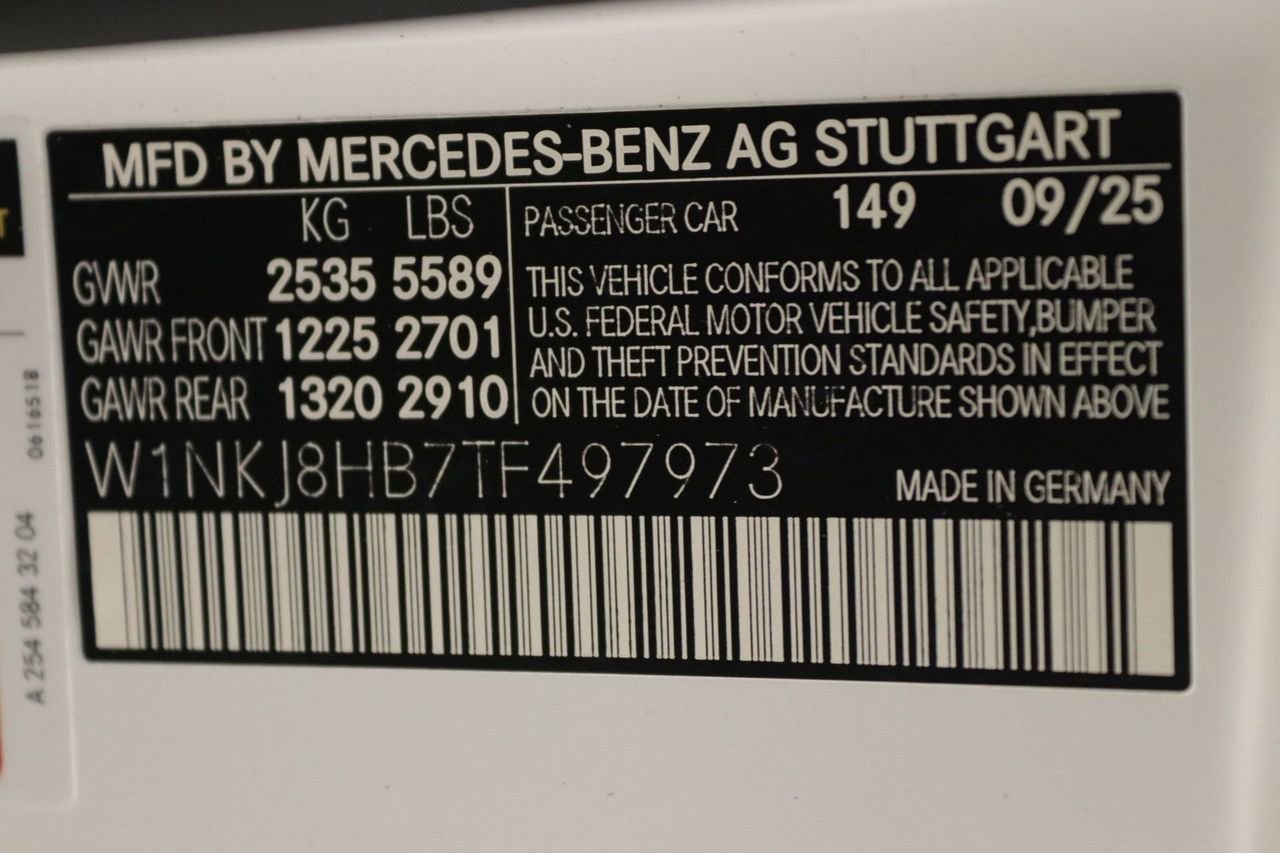 MFD BY MERCEDES-BENZ AG STUTTGART
KG LBS
GVWR 2535 5589
GAWR FRONT 1225 2701
GAWR REAR 1320 2910
PASSENGER CAR 149 09/25
THIS VEHICLE CONFORMS TO ALL APPLICABLE
U.S. FEDERAL MOTOR VEHICLE SAFETY,BUMPER
AND THEFT PREVENTION STANDARDS IN EFFECT
ON THE DATE OF MANUFACTURE SHOWN ABOVE
W1NKJ8HB7TF497973
MADE IN GERMANY
A 254 584 32 04
0616518